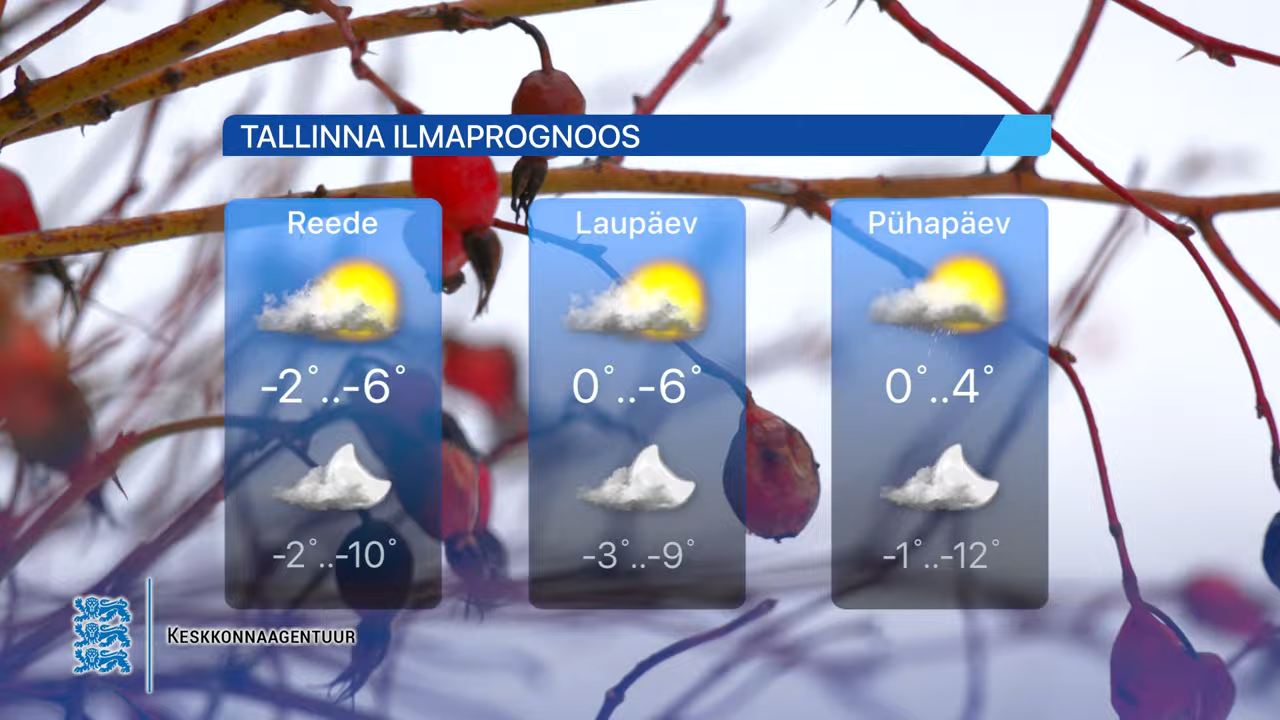 TALLINNA ILMAPROGNOOS
Reede
-2°..-6°
-2°..-10°
Laupäev
0°..-6°
-3°..-9°
Pühapäev
0°..4°
-1°..-12°
KESKKONNAAGENTUUR